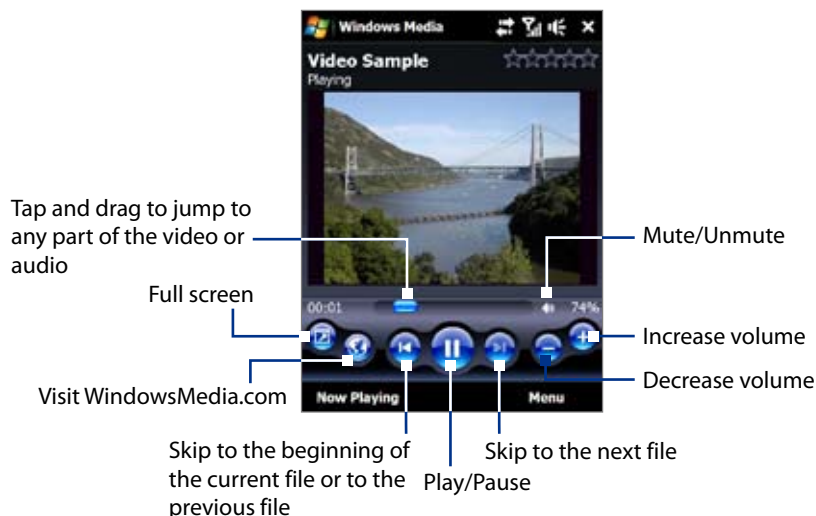 Windows Media
Video Sample
Playing
Tap and drag to jump to
any part of the video or
audio
Mute/Unmute
Full screen
00:01
74%
Increase volume
Decrease volume
Visit WindowsMedia.com
Now Playing
Menu
Skip to the beginning of
the current file or to the
previous file
Play/Pause
Skip to the next file